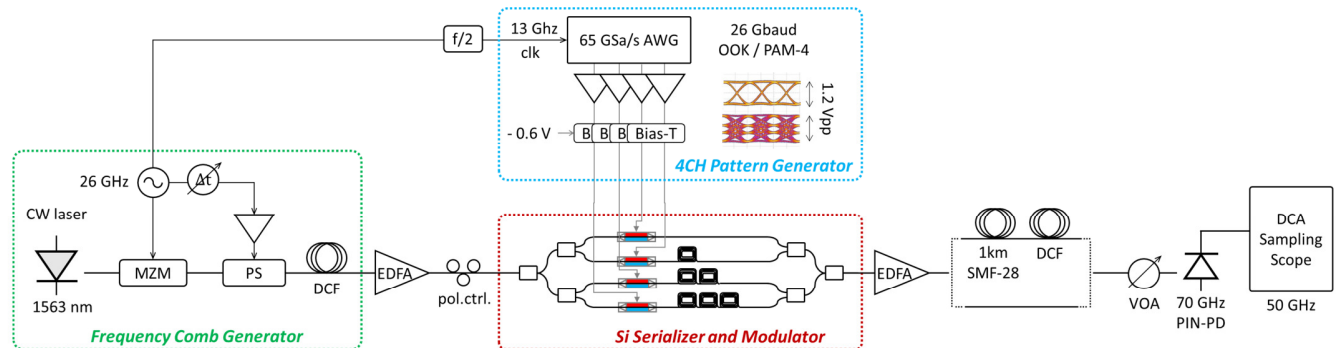 f/2
13 Ghz
clk
65 GSa/s AWG
26 Gbaud
OOK / PAM-4
1.2 Vpp
- 0.6 V
B
B
B
Bias-T
4CH Pattern Generator
26 GHz
Δt
CW laser
1563 nm
MZM
PS
DCF
Frequency Comb Generator
EDFA
pol.ctrl.
Si Serializer and Modulator
EDFA
1km
SMF-28
DCF
VOA
70 GHz
PIN-PD
DCA
Sampling
Scope
50 GHz